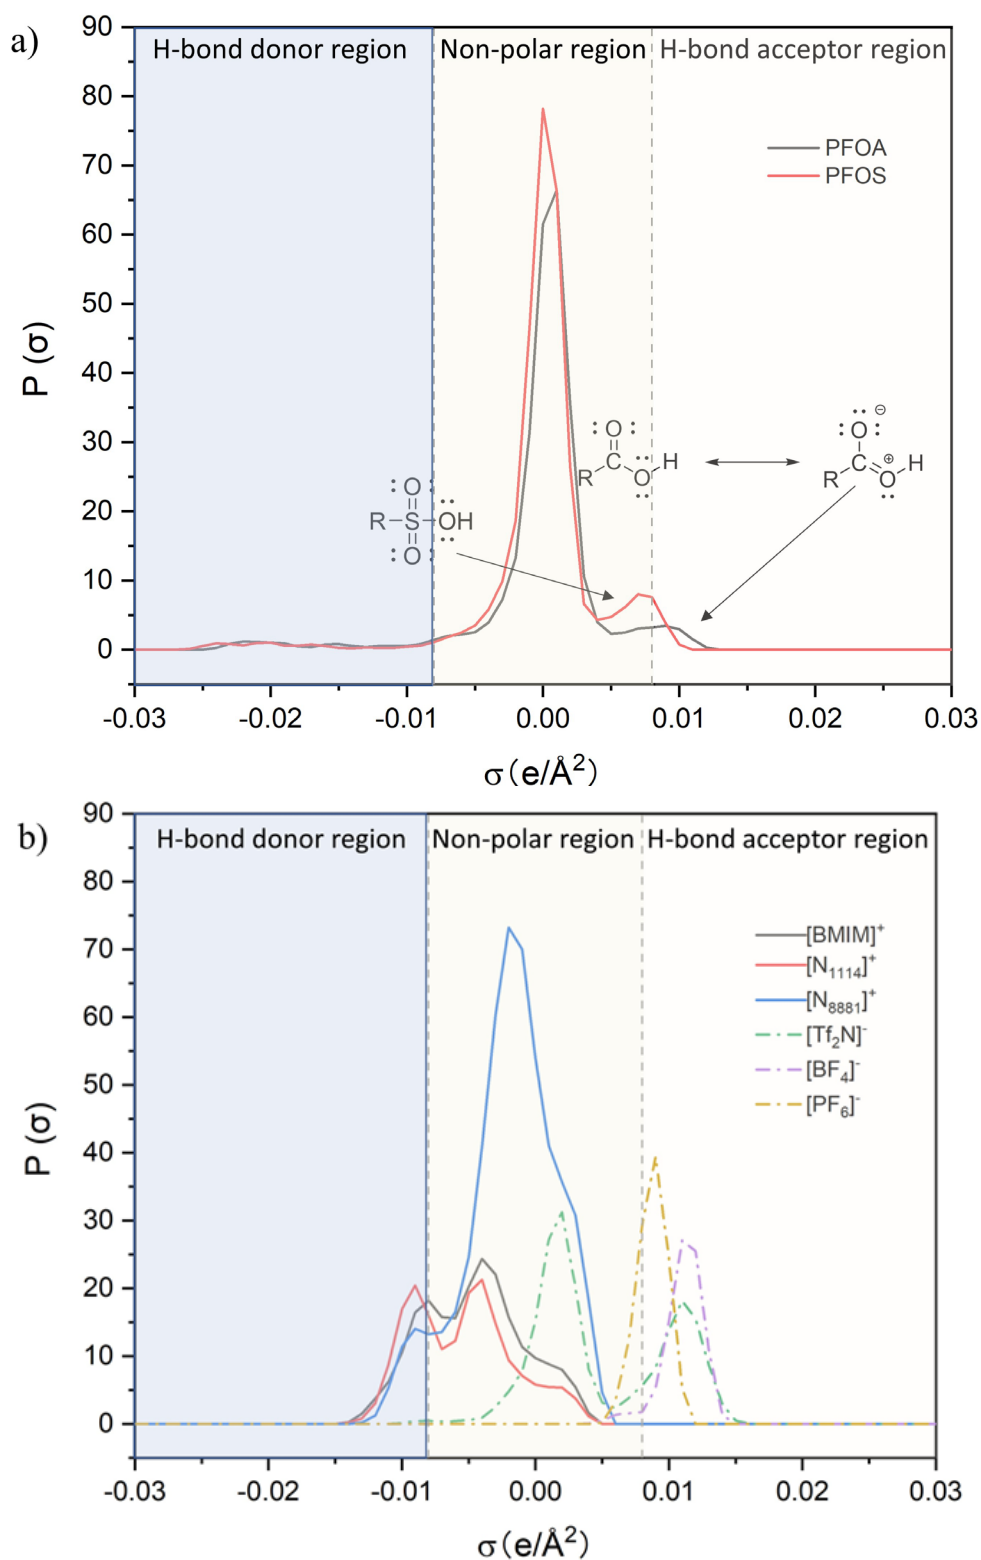 a)
90
80
70
60
50
40
30
20
10
0
P (σ)
H-bond donor region
Non-polar region
H-bond acceptor region
PFOA
PFOS
:O:
R-S-OH
:O:
:O:
R C O H
:O: ⊖
R C O ⊕ H
-0.03 -0.02 -0.01 0.00 0.01 0.02 0.03
σ (e/Å²)
b)
90
80
70
60
50
40
30
20
10
0
P (σ)
H-bond donor region
Non-polar region
H-bond acceptor region
[BMIM]⁺
[N₁₁₁₄]⁺
[N₈₈₈₁]⁺
[Tf₂N]⁻
[BF₄]⁻
[PF₆]⁻
-0.03 -0.02 -0.01 0.00 0.01 0.02 0.03
σ (e/Å²)